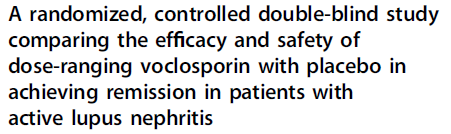 A randomized, controlled double-blind study
comparing the efficacy and safety of
dose-ranging voclosporin with placebo in
achieving remission in patients with
active lupus nephritis